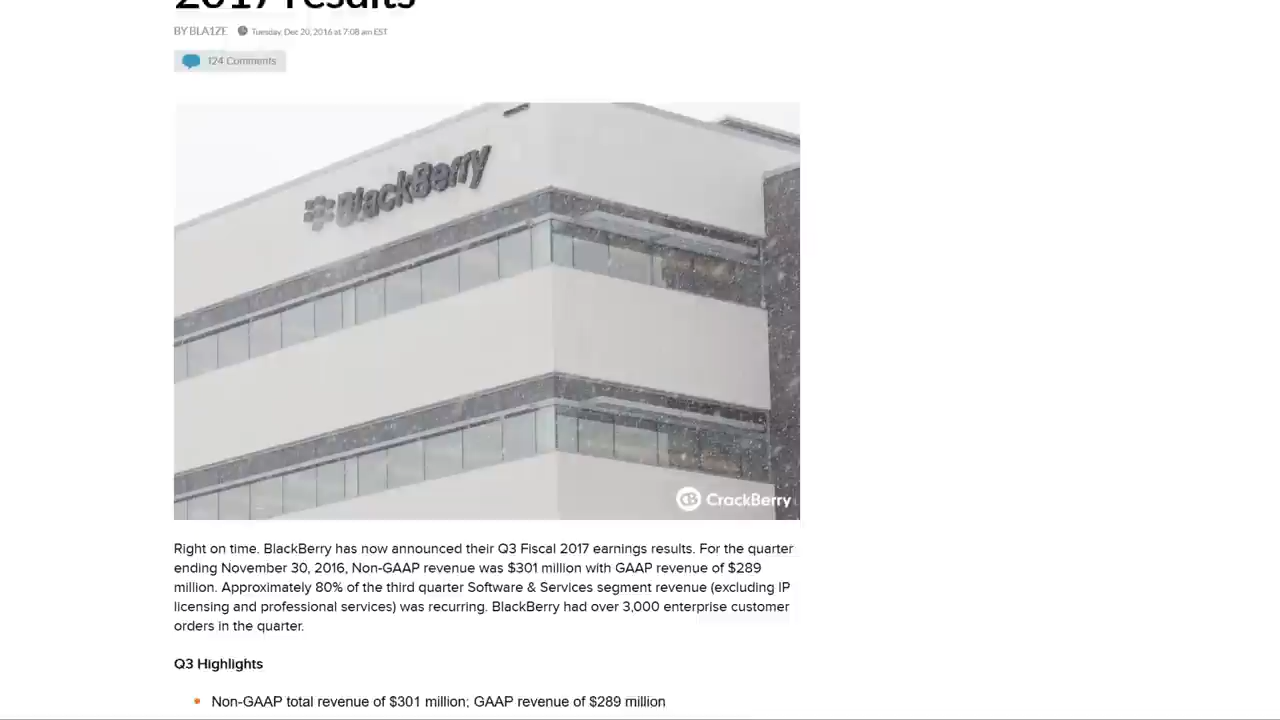 2017 results
BY BLA1ZE Tuesday, Dec 20, 2016 at 7:08 am EST
124 Comments
BlackBerry
CrackBerry
Right on time. BlackBerry has now announced their Q3 Fiscal 2017 earnings results. For the quarter
ending November 30, 2016, Non-GAAP revenue was $301 million with GAAP revenue of $289
million. Approximately 80% of the third quarter Software & Services segment revenue (excluding IP
licensing and professional services) was recurring. BlackBerry had over 3,000 enterprise customer
orders in the quarter.
Q3 Highlights
• Non-GAAP total revenue of $301 million; GAAP revenue of $289 million